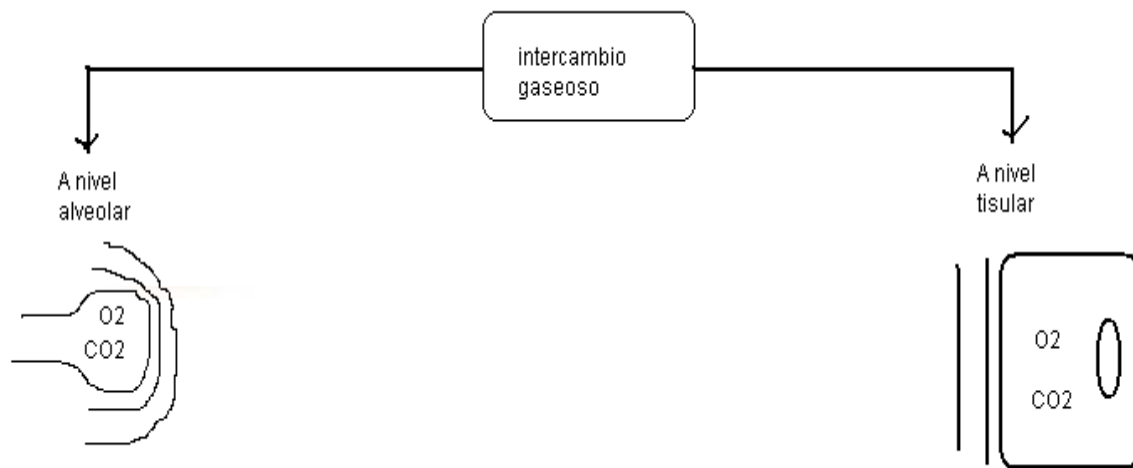 intercambio
gaseoso
A nivel
alveolar
A nivel
tisular
O2
CO2
O2
CO2